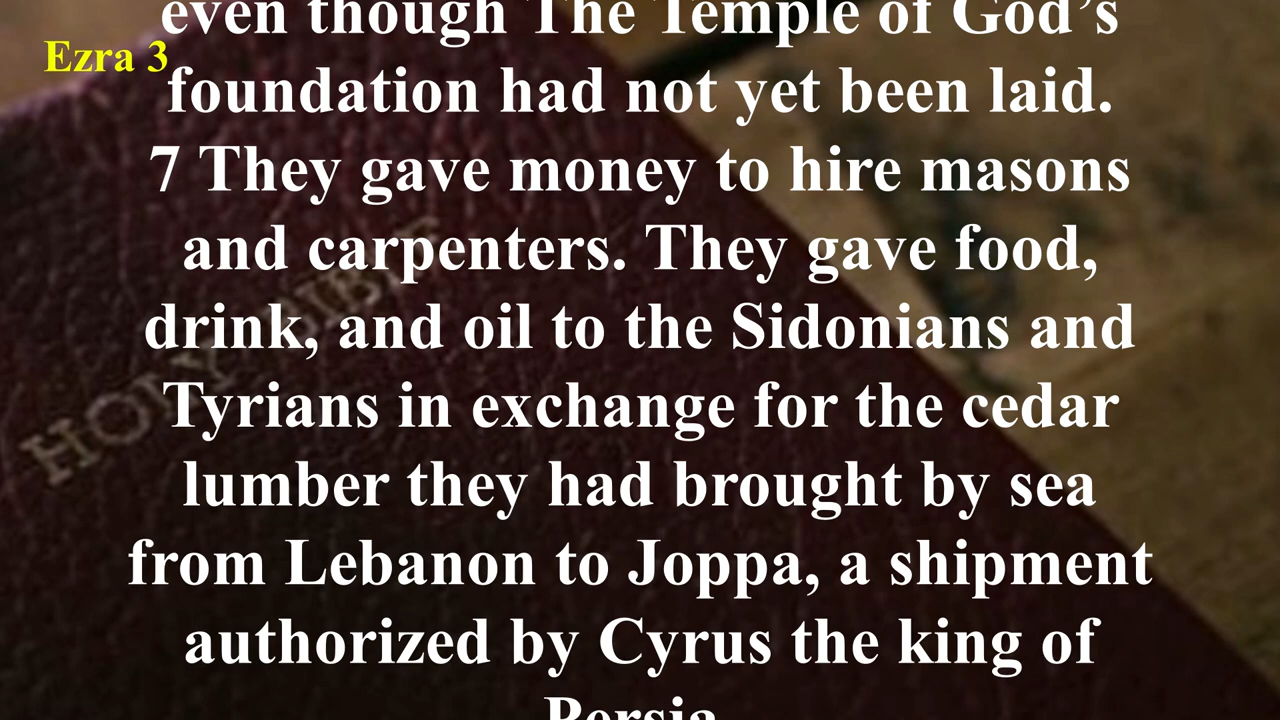 even though The Temple of God’s
Ezra 3
foundation had not yet been laid.
7 They gave money to hire masons
and carpenters. They gave food,
drink, and oil to the Sidonians and
Tyrians in exchange for the cedar
lumber they had brought by sea
from Lebanon to Joppa, a shipment
authorized by Cyrus the king of
Persia.
HOLY BIBLE